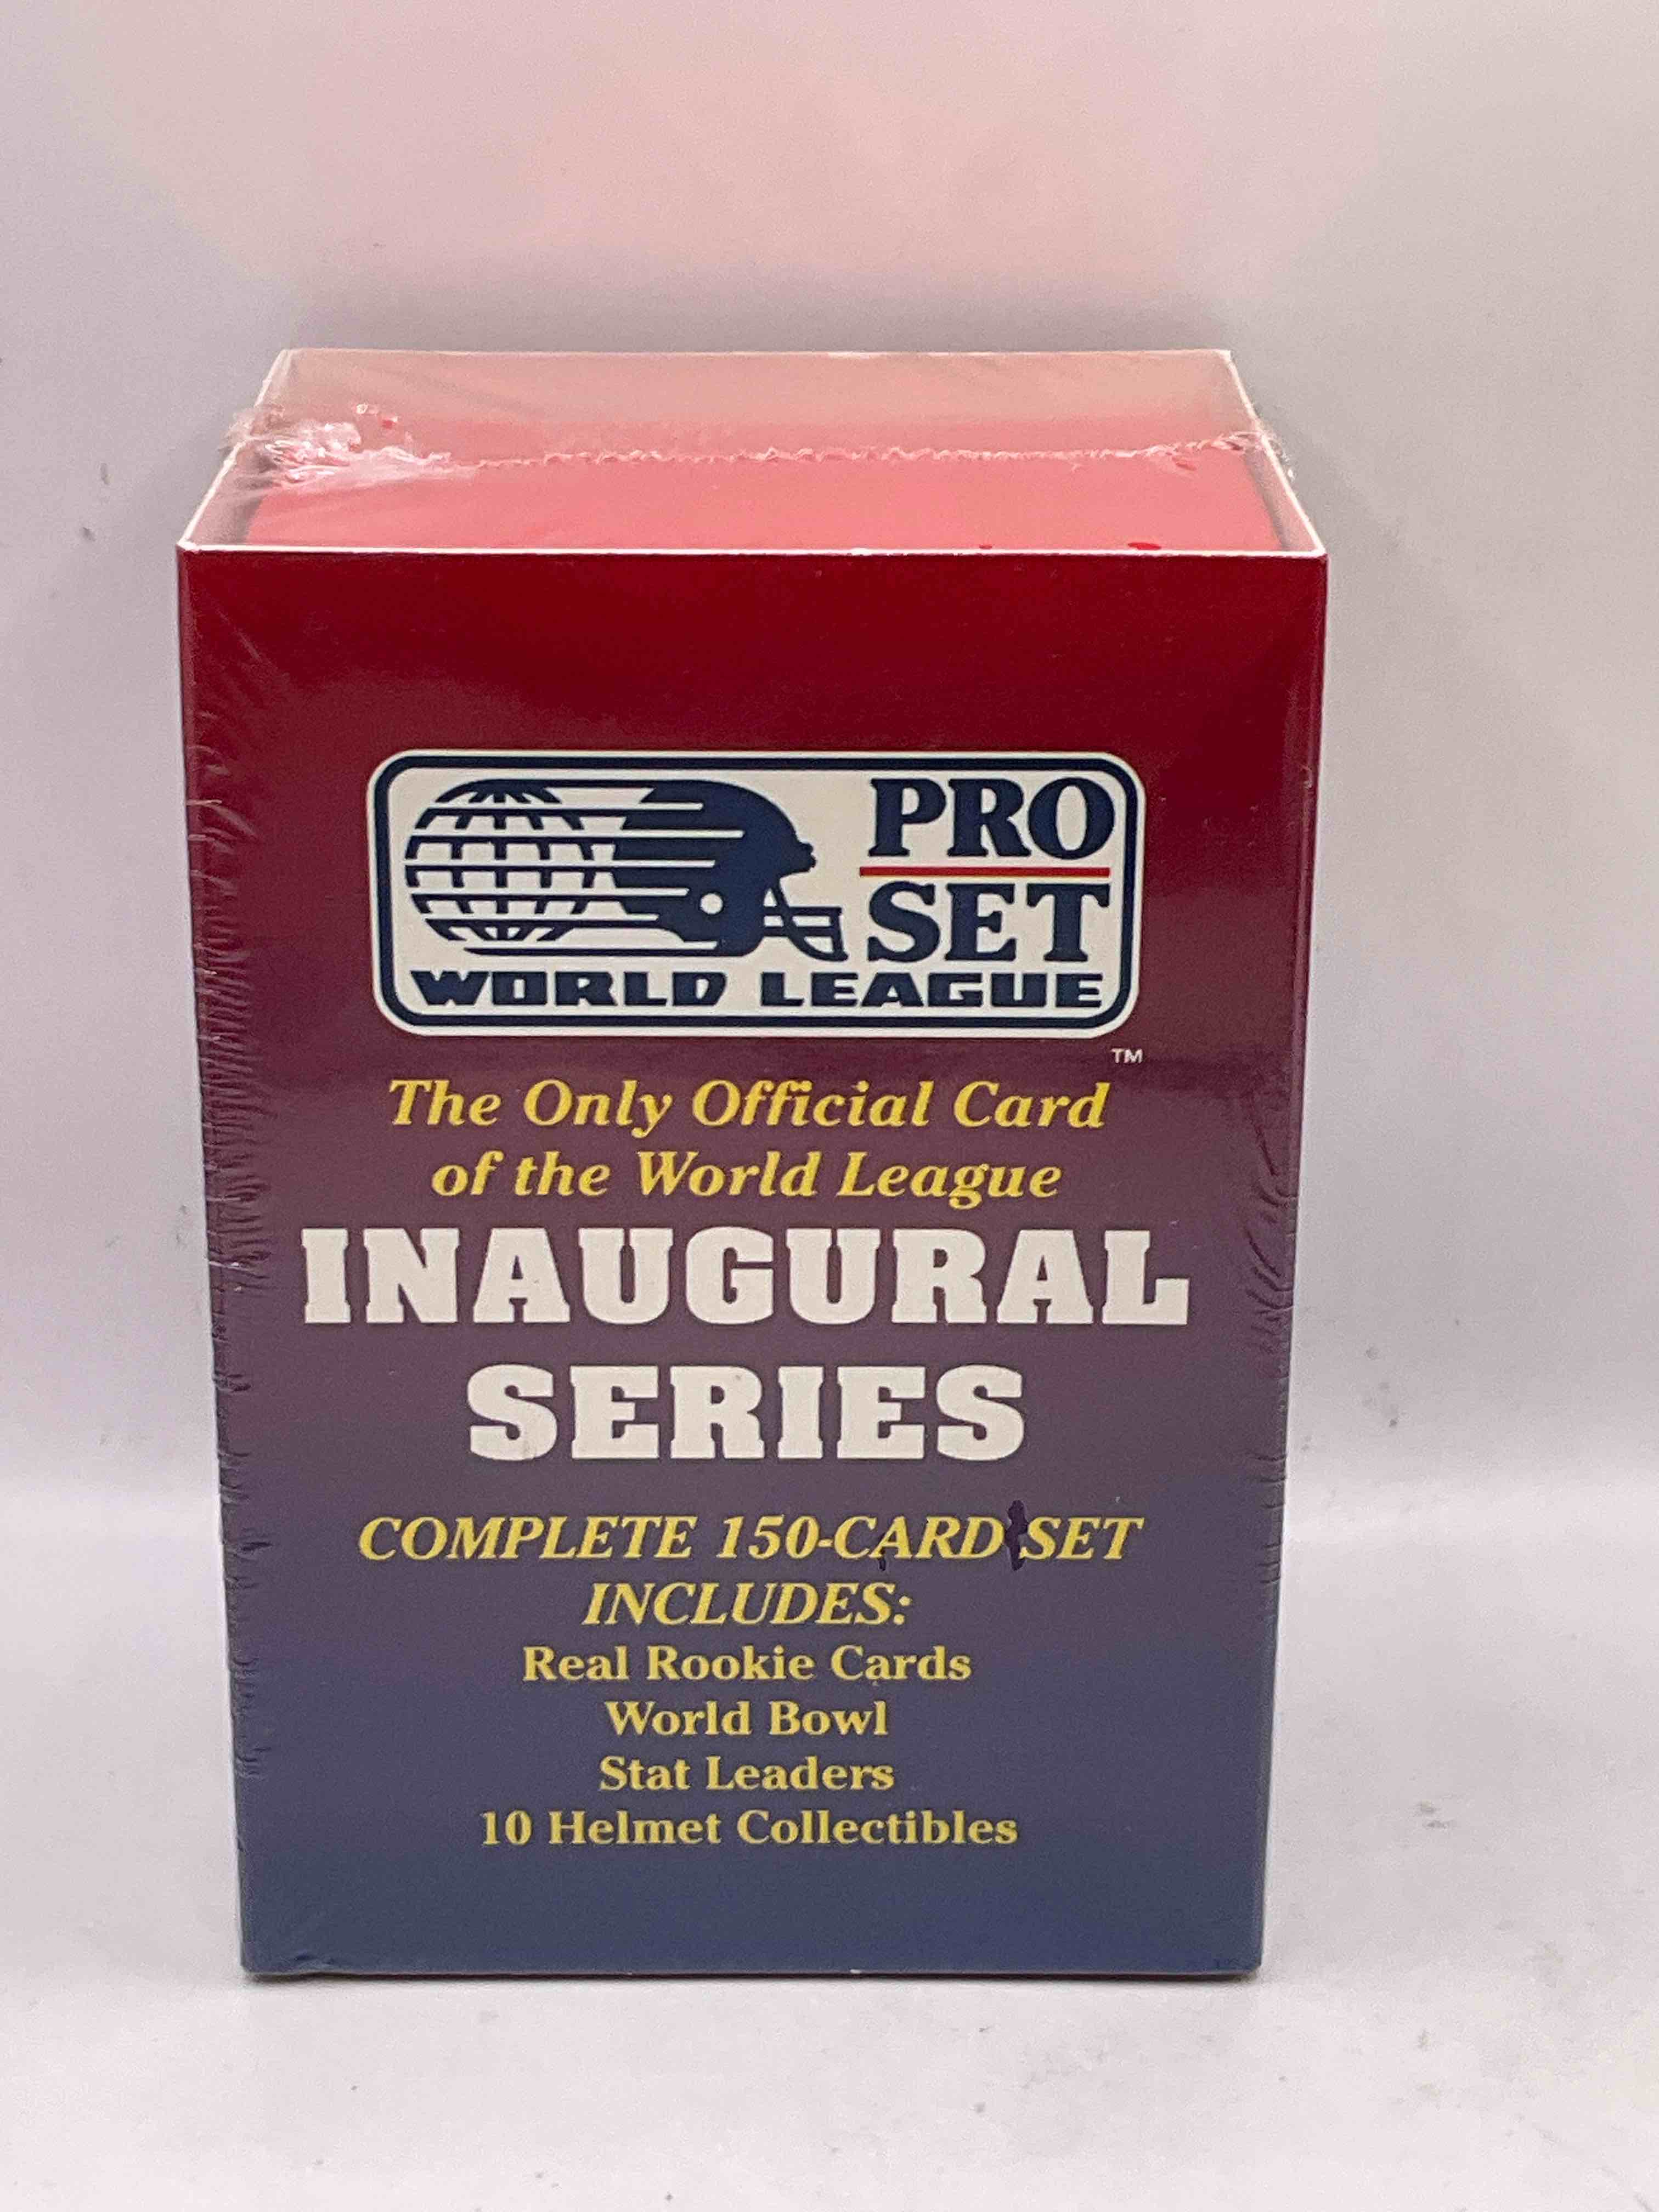 PRO
SET
WORLD LEAGUE
TM
The Only Official Card
of the World League
INAUGURAL
SERIES
COMPLETE 150-CARD SET
INCLUDES:
Real Rookie Cards
World Bowl
Stat Leaders
10 Helmet Collectibles